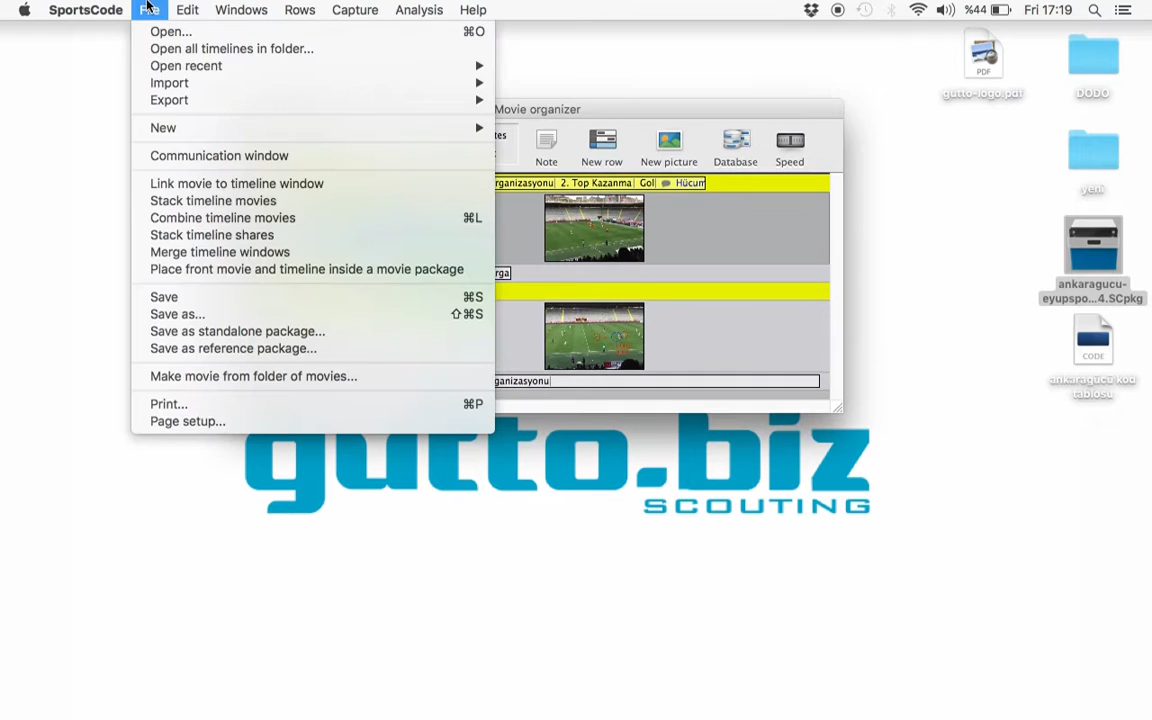 SportsCode File Edit Windows Rows Capture Analysis Help %44 Fri 17:19
Open... ⌘O
Open all timelines in folder...
Open recent
Import
Export
New
Communication window
Link movie to timeline window
Stack timeline movies
Combine timeline movies ⌘L
Stack timeline shares
Merge timeline windows
Place front movie and timeline inside a movie package
Save ⌘S
Save as... ⇧⌘S
Save as standalone package...
Save as reference package...
Make movie from folder of movies...
Print... ⌘P
Page setup...
Movie organizer
Note New row New picture Database Speed
rganizasyonu 2. Top Kazanma Gol Hücum
rga
ganizasyonu
gutto.biz
SCOUTING
PDF
gutto-logo.pdf
DODO
yeni
ankaragucu-
eyupspo...4.SCpkg
CODE
ankaragücü kod
tablosu